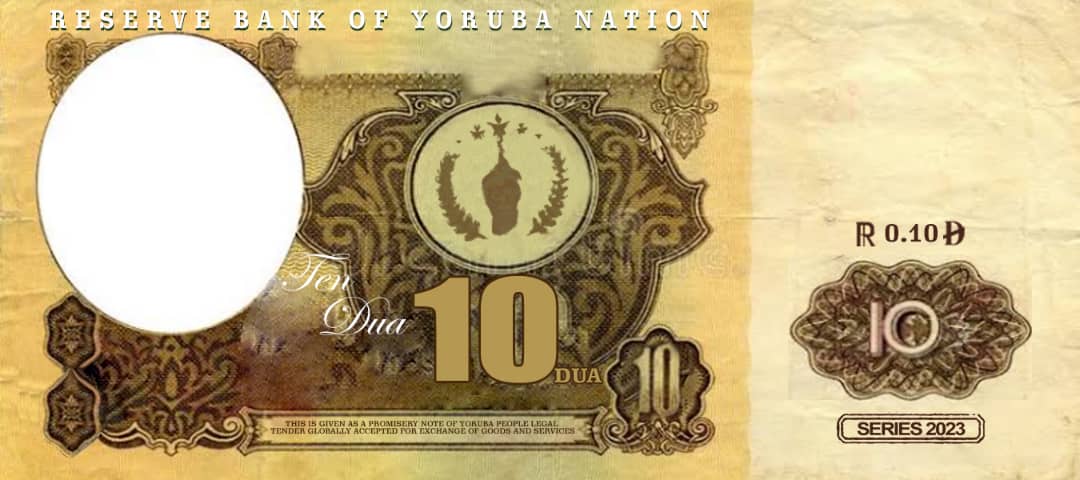 RESERVE BANK OF YORUBA NATION
Ten
Dua
10
DUA
10
THIS IS GIVEN AS A PROMISERY NOTE OF YORUBA PEOPLE LEGAL
TENDER GLOBALLY ACCEPTED FOR EXCHANGE OF GOODS AND SERVICES
R 0.10 D
10
SERIES 2023